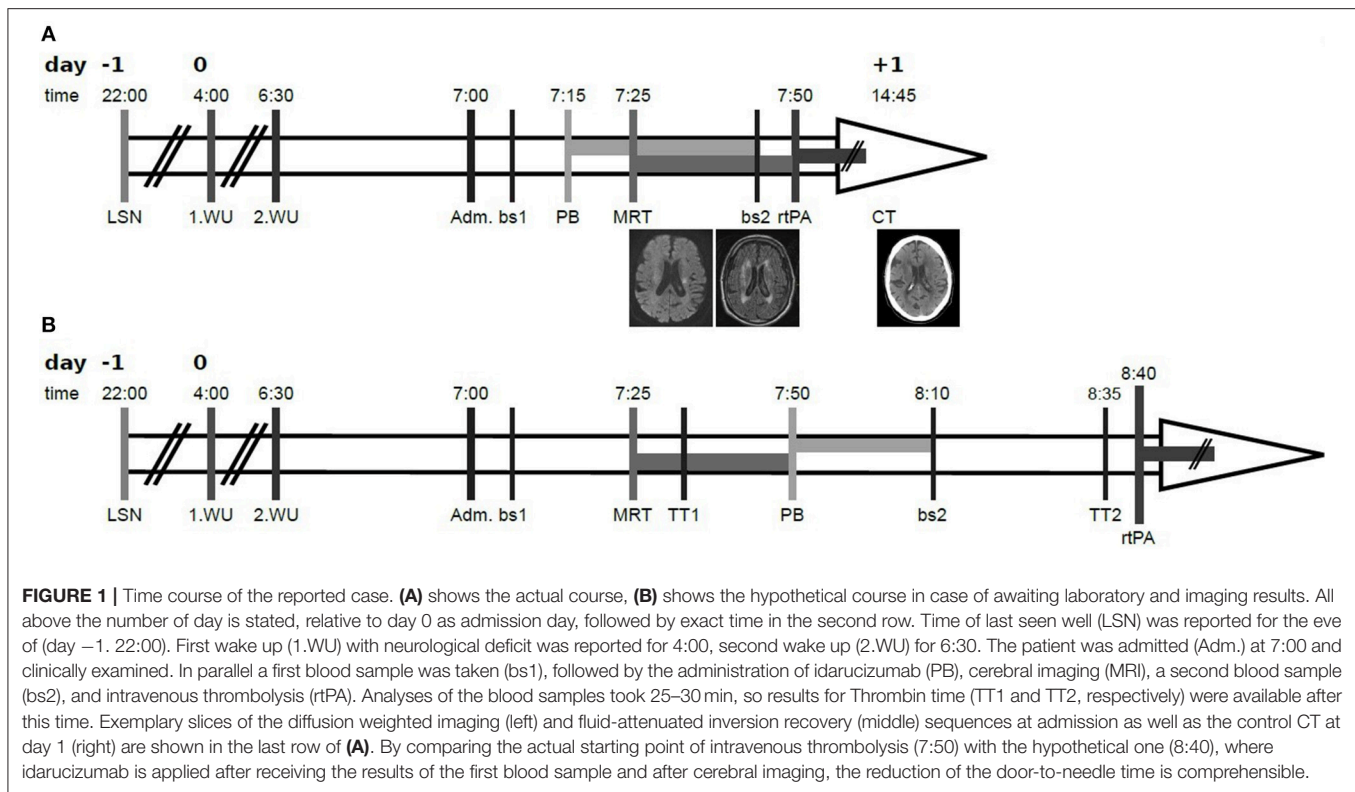 A
day -1 0 +1
time 22:00 4:00 6:30 7:00 7:15 7:25 7:50 14:45
LSN 1.WU 2.WU Adm. bs1 PB MRT bs2 rtPA CT
B
day -1 0
8:40
time 22:00 4:00 6:30 7:00 7:25 7:50 8:10 8:35
LSN 1.WU 2.WU Adm. bs1 MRT TT1 PB bs2 TT2
rtPA
FIGURE 1 | Time course of the reported case. (A) shows the actual course, (B) shows the hypothetical course in case of awaiting laboratory and imaging results. All
above the number of day is stated, relative to day 0 as admission day, followed by exact time in the second row. Time of last seen well (LSN) was reported for the eve
of (day −1. 22:00). First wake up (1.WU) with neurological deficit was reported for 4:00, second wake up (2.WU) for 6:30. The patient was admitted (Adm.) at 7:00 and
clinically examined. In parallel a first blood sample was taken (bs1), followed by the administration of idarucizumab (PB), cerebral imaging (MRI), a second blood sample
(bs2), and intravenous thrombolysis (rtPA). Analyses of the blood samples took 25–30 min, so results for Thrombin time (TT1 and TT2, respectively) were available after
this time. Exemplary slices of the diffusion weighted imaging (left) and fluid-attenuated inversion recovery (middle) sequences at admission as well as the control CT at
day 1 (right) are shown in the last row of (A). By comparing the actual starting point of intravenous thrombolysis (7:50) with the hypothetical one (8:40), where
idarucizumab is applied after receiving the results of the first blood sample and after cerebral imaging, the reduction of the door-to-needle time is comprehensible.